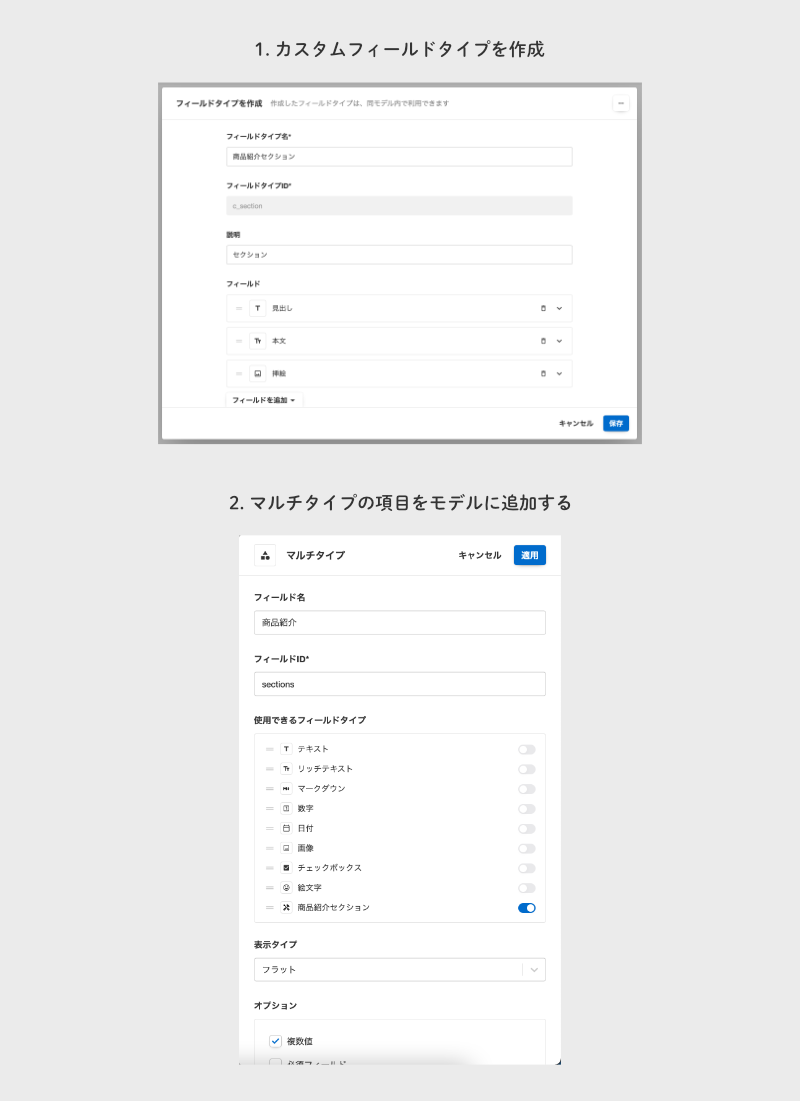 1. カスタムフィールドタイプを作成
フィールドタイプを作成 作成したフィールドタイプは、同モデル内で利用できます
フィールドタイプ名*
商品紹介セクション
フィールドタイプID*
c_section
説明
セクション
フィールド
見出し
本文
挿絵
フィールドを追加
キャンセル 保存
2. マルチタイプの項目をモデルに追加する
マルチタイプ キャンセル 適用
フィールド名
商品紹介
フィールドID*
sections
使用できるフィールドタイプ
テキスト
リッチテキスト
マークダウン
数字
日付
画像
チェックボックス
絵文字
商品紹介セクション
表示タイプ
フラット
オプション
複数値
必須フィールド